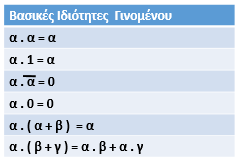 Βασικές Ιδιότητες Γινομένου
α . α = α
α . 1 = α
α . α̅ = 0
α . 0 = 0
α . ( α + β ) = α
α . ( β + γ ) = α . β + α . γ